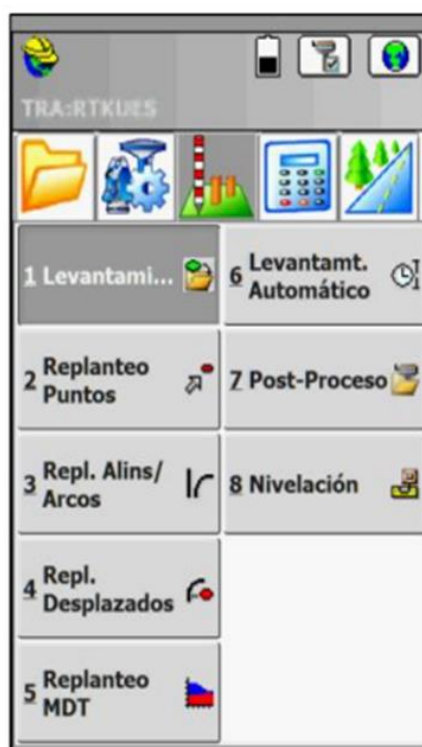 TRA:RTKUES
1 Levantami...
2 Replanteo
Puntos
3 Repl. Alins/
Arcos
4 Repl.
Desplazados
5 Replanteo
MDT
6 Levantamt.
Automático
7 Post-Proceso
8 Nivelación